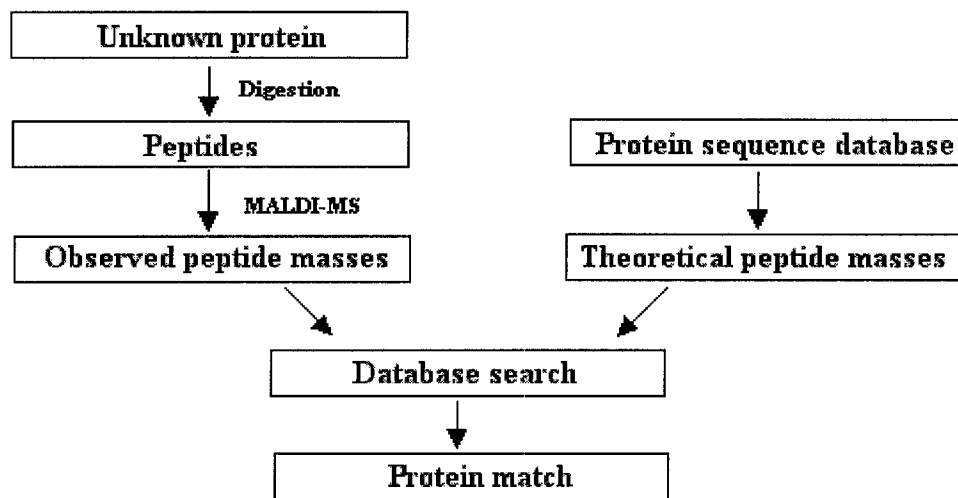 Unknown protein
Digestion
Peptides
Protein sequence database
MALDI-MS
Observed peptide masses
Theoretical peptide masses
Database search
Protein match